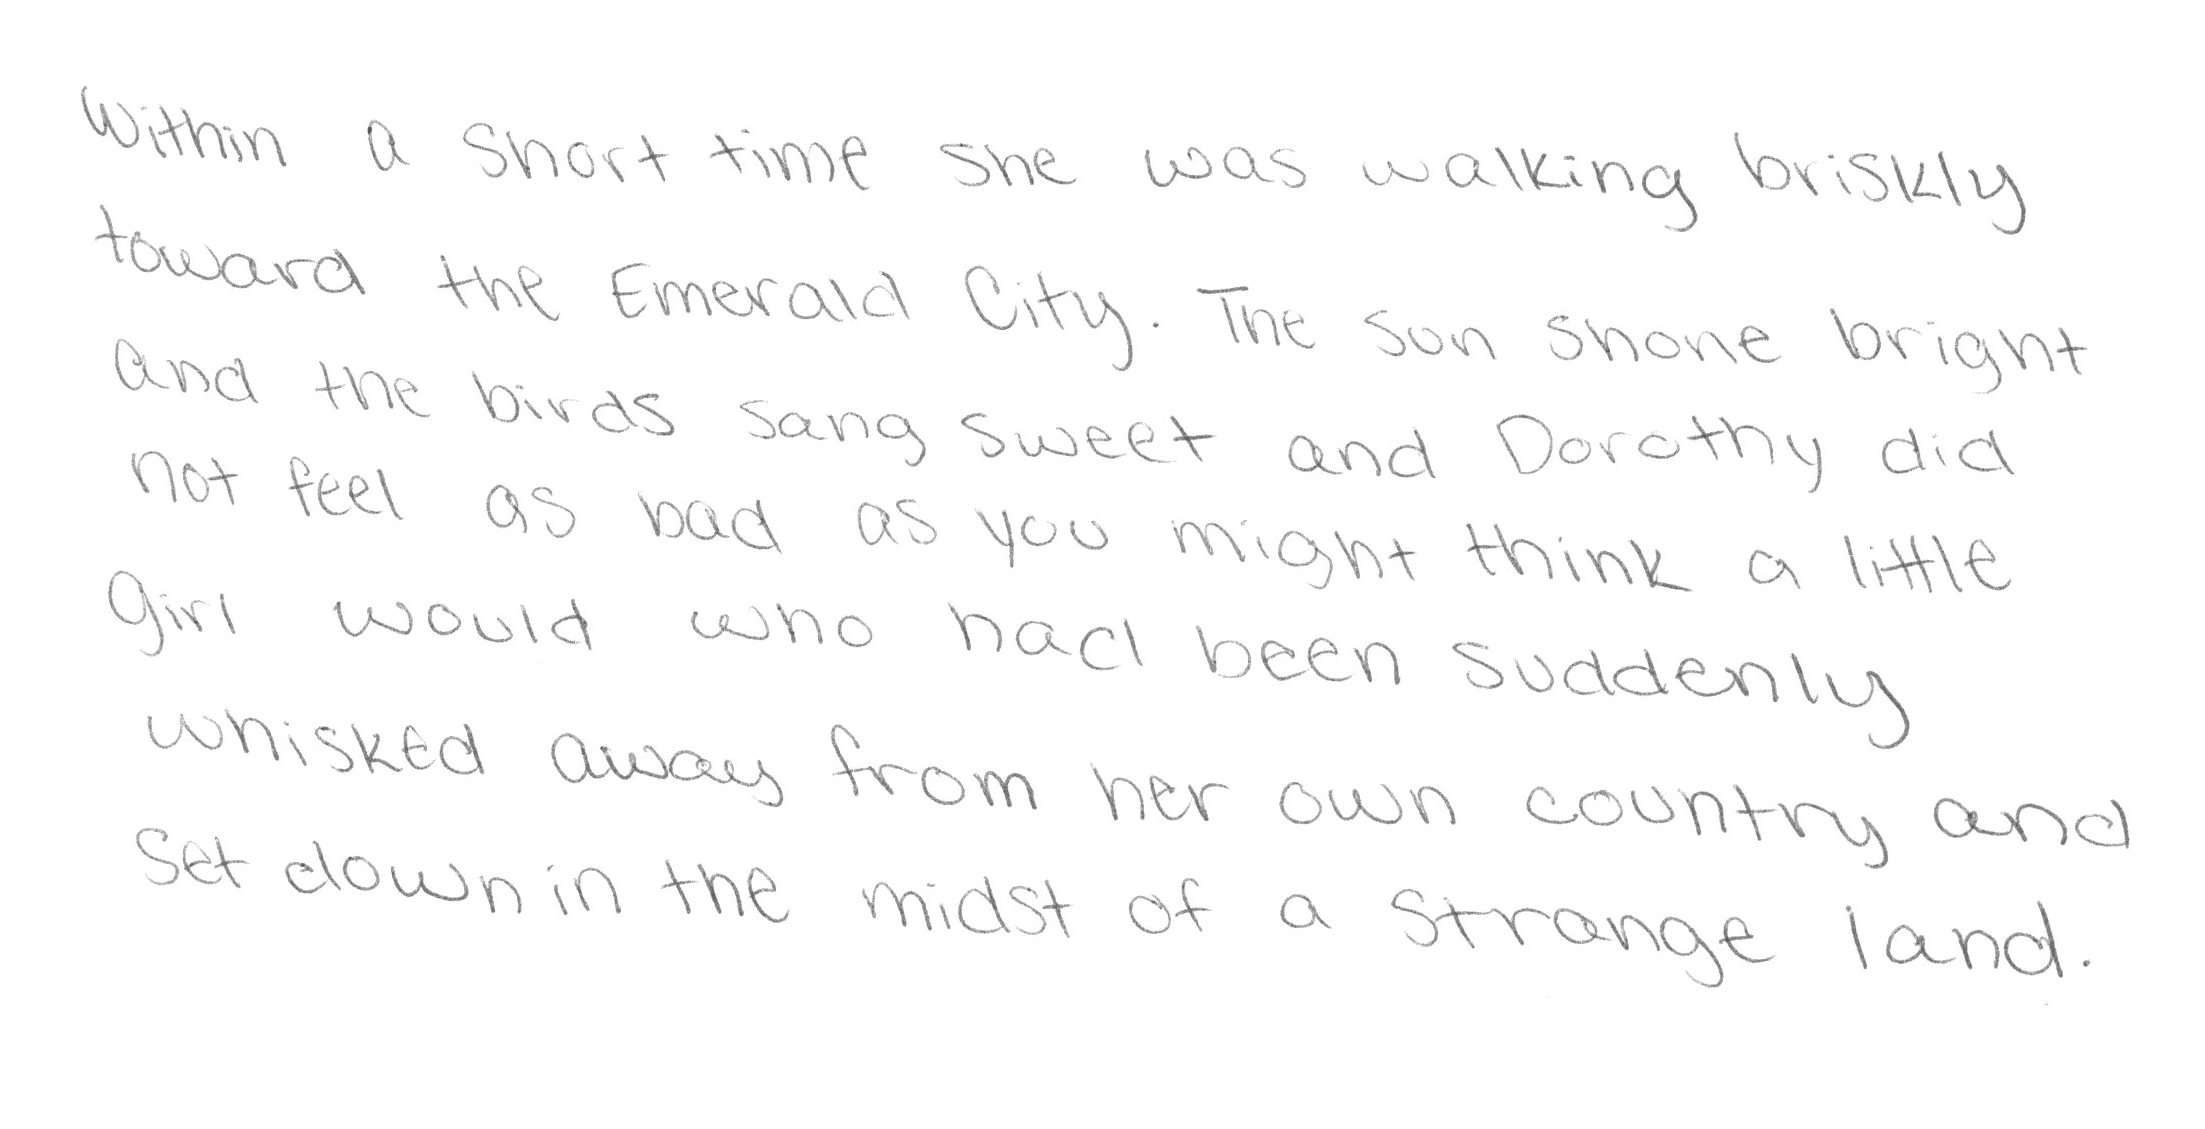 Within a short time she was walking briskly
toward the Emerald City. The sun shone bright
and the birds sang sweet and Dorothy did
not feel as bad as you might think a little
girl would who had been suddenly
whisked away from her own country and
set down in the midst of a strange land.